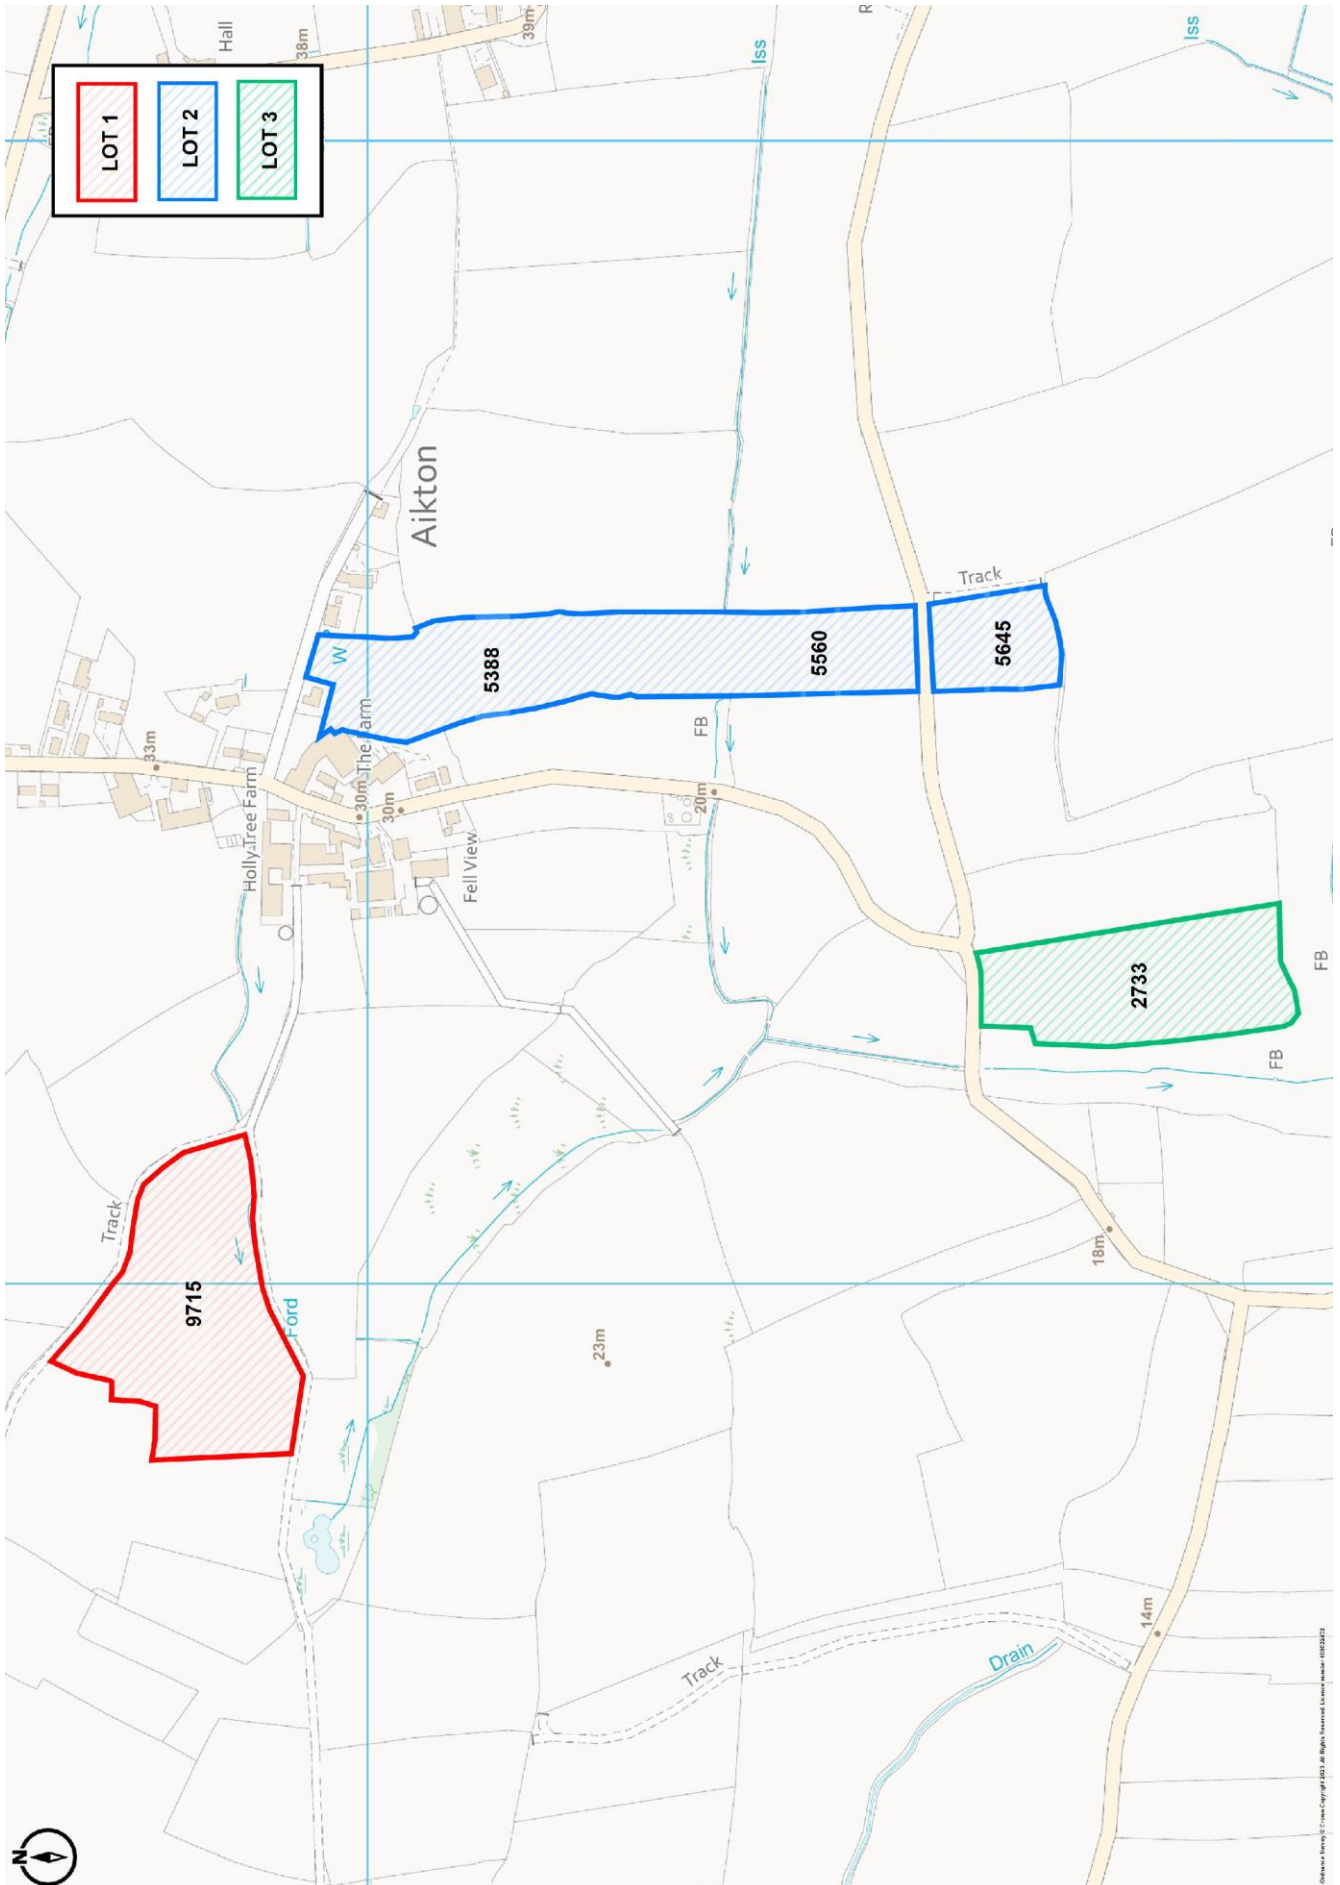 Hall
38m
39m
Iss
R
Iss
LOT 1
LOT 2
LOT 3
Aikton
33m
Holly Tree Farm
The Farm
30m
30m
W
5388
5560
5645
Track
FB
20m
Fell View
2733
FB
FB
Track
9715
Ford
23m
18m
Track
Drain
14m
N